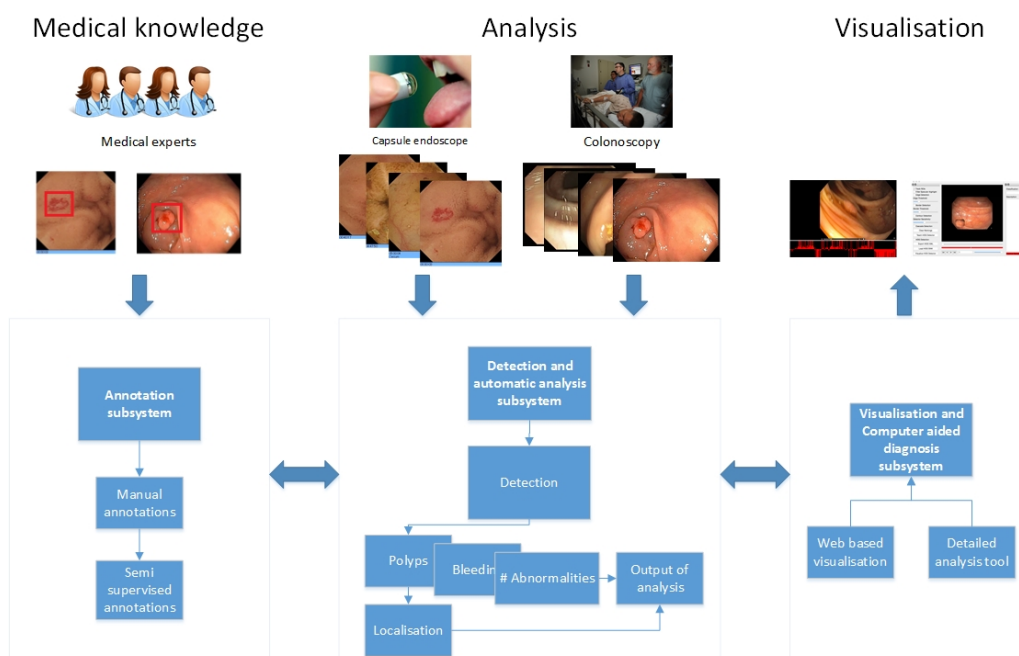 Medical knowledge
Analysis
Visualisation
Medical experts
Capsule endoscope
Colonoscopy
Annotation
subsystem
Manual
annotations
Semi
supervised
annotations
Detection and
automatic analysis
subsystem
Detection
Polyps
Bleedin
# Abnormalities
Output of
analysis
Localisation
Visualisation and
Computer aided
diagnosis
subsystem
Web based
visualisation
Detailed
analysis tool